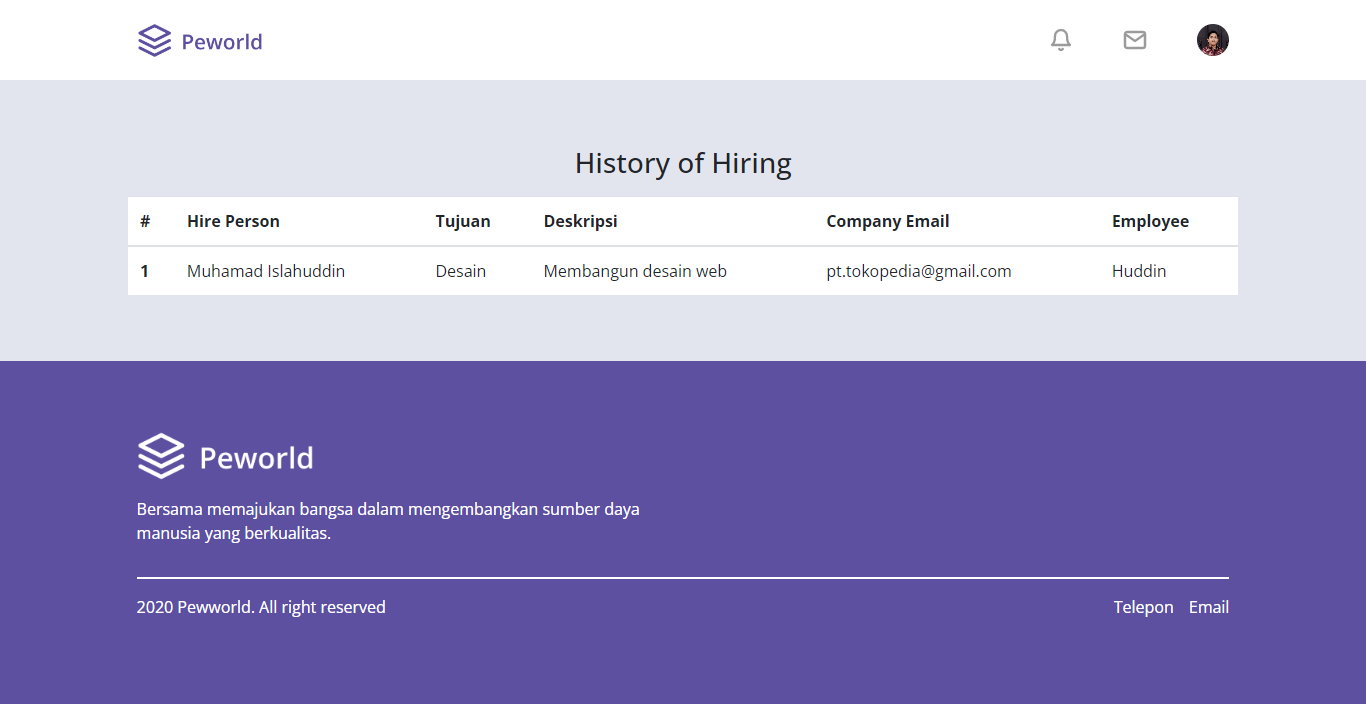 Peworld
History of Hiring
# Hire Person Tujuan Deskripsi Company Email Employee
1 Muhamad Islahuddin Desain Membangun desain web pt.tokopedia@gmail.com Huddin
Peworld
Bersama memajukan bangsa dalam mengembangkan sumber daya
manusia yang berkualitas.
2020 Pewworld. All right reserved Telepon Email